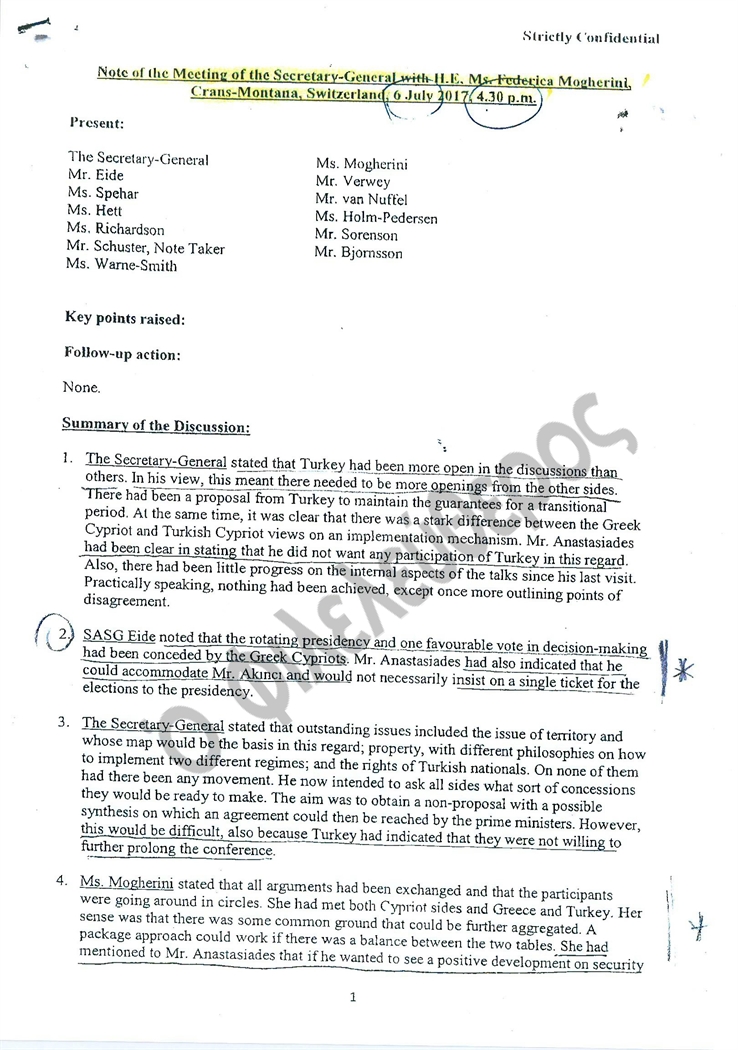 Strictly Confidential
Note of the Meeting of the Secretary-General with H.E. Ms. Federica Mogherini,
Crans-Montana, Switzerland, 6 July 2017, 4.30 p.m.
Present:
The Secretary-General
Mr. Eide
Ms. Spehar
Ms. Hett
Ms. Richardson
Mr. Schuster, Note Taker
Ms. Warne-Smith
Ms. Mogherini
Mr. Verwey
Mr. van Nuffel
Ms. Holm-Pedersen
Mr. Sorenson
Mr. Bjornsson
Key points raised:
Follow-up action:
None.
Summary of the Discussion:
1. The Secretary-General stated that Turkey had been more open in the discussions than
others. In his view, this meant there needed to be more openings from the other sides.
There had been a proposal from Turkey to maintain the guarantees for a transitional
period. At the same time, it was clear that there was a stark difference between the Greek
Cypriot and Turkish Cypriot views on an implementation mechanism. Mr. Anastasiades
had been clear in stating that he did not want any participation of Turkey in this regard.
Also, there had been little progress on the internal aspects of the talks since his last visit.
Practically speaking, nothing had been achieved, except once more outlining points of
disagreement.
2. SASG Eide noted that the rotating presidency and one favourable vote in decision-making
had been conceded by the Greek Cypriots. Mr. Anastasiades had also indicated that he
could accommodate Mr. Akıncı and would not necessarily insist on a single ticket for the
elections to the presidency.
3. The Secretary-General stated that outstanding issues included the issue of territory and
whose map would be the basis in this regard; property, with different philosophies on how
to implement two different regimes; and the rights of Turkish nationals. On none of them
had there been any movement. He now intended to ask all sides what sort of concessions
they would be ready to make. The aim was to obtain a non-proposal with a possible
synthesis on which an agreement could then be reached by the prime ministers. However,
this would be difficult, also because Turkey had indicated that they were not willing to
further prolong the conference.
4. Ms. Mogherini stated that all arguments had been exchanged and that the participants
were going around in circles. She had met both Cypriot sides and Greece and Turkey. Her
sense was that there was some common ground that could be further aggregated. A
package approach could work if there was a balance between the two tables. She had
mentioned to Mr. Anastasiades that if he wanted to see a positive development on security
1
Ο Φιλελεύθερος